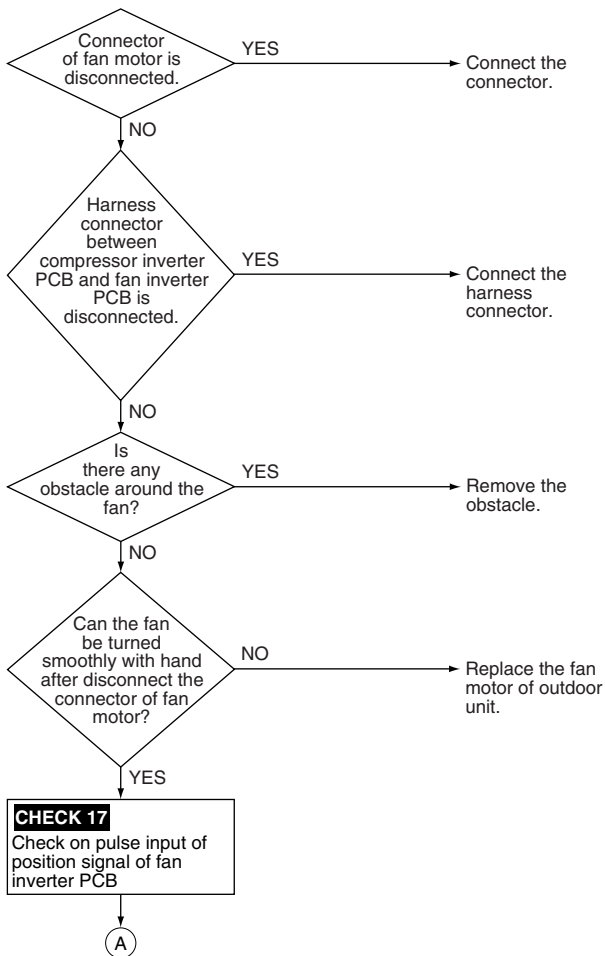 Connector
of fan motor is
disconnected.
YES
Connect the
connector.
NO
Harness
connector
between
compressor inverter
PCB and fan inverter
PCB is
disconnected.
YES
Connect the
harness
connector.
NO
Is
there any
obstacle around the
fan?
YES
Remove the
obstacle.
NO
Can the fan
be turned
smoothly with hand
after disconnect the
connector of fan
motor?
NO
Replace the fan
motor of outdoor
unit.
YES
CHECK 17
Check on pulse input of
position signal of fan
inverter PCB
A